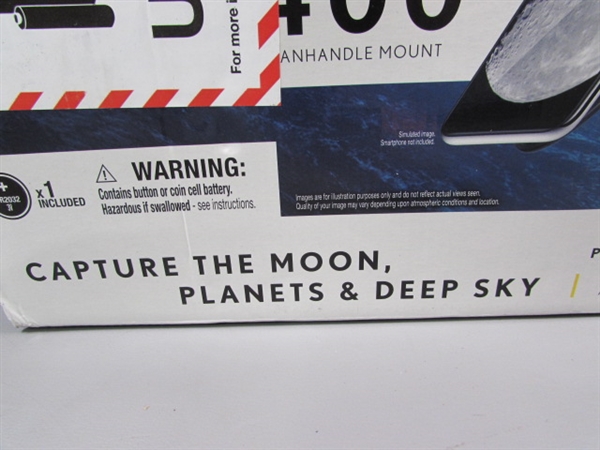 For more i
400
ANHANDLE MOUNT
Simulated image.
Smartphone not included.
+
R2032
x1
INCLUDED
WARNING:
Contains button or coin cell battery.
Hazardous if swallowed - see instructions.
Images are for illustration purposes only and do not reflect actual views seen.
Quality of your image may vary depending upon atmospheric conditions and location.
CAPTURE THE MOON,
PLANETS & DEEP SKY
P